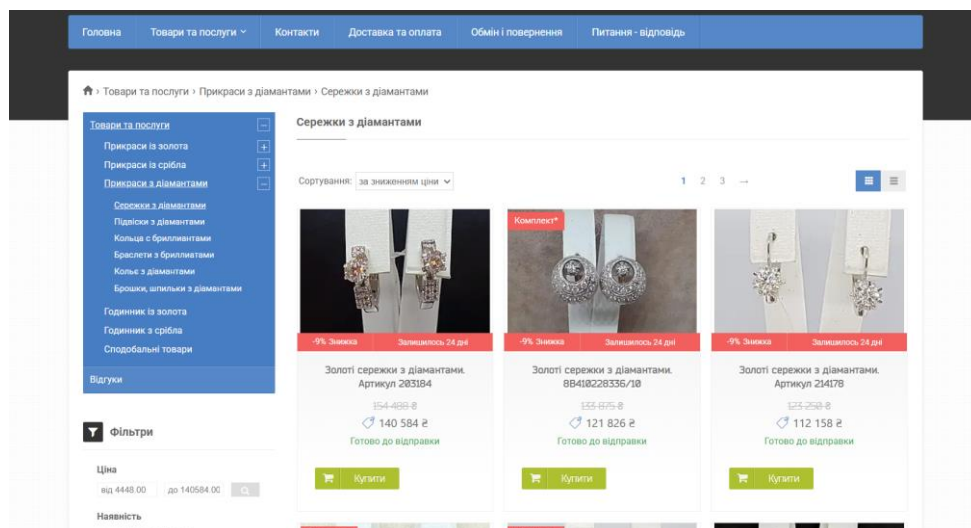 Головна Товари та послуги Контакти Доставка та оплата Обмін і повернення Питання - відповідь
› Товари та послуги › Прикраси з діамантами › Сережки з діамантами
Товари та послуги
Прикраси із золота
Прикраси із срібла
Прикраси з діамантами
Сережки з діамантами
Підвіски з діамантами
Кольца с бриллиантами
Браслети з бриллиатами
Кольє з діамантами
Брошки, шпильки з діамантами
Годинник із золота
Годинник з срібла
Сподобальні товари
Відгуки
Фільтри
Ціна
від 4448.00 до 140584.00
Наявність
Сережки з діамантами
Сортування: за зниженням ціни 1 2 3 →
Комплект*
-9% Знижка Залишилось 24 дні
-9% Знижка Залишилось 24 дні
-9% Знижка Залишилось 24 дні
Золоті сережки з діамантами.
Артикул 203184
154 488 ₴
140 584 ₴
Готово до відправки
Купити
Золоті сережки з діамантами.
8В410228336/10
133 875 ₴
121 826 ₴
Готово до відправки
Купити
Золоті сережки з діамантами.
Артикул 214178
123 250 ₴
112 158 ₴
Готово до відправки
Купити